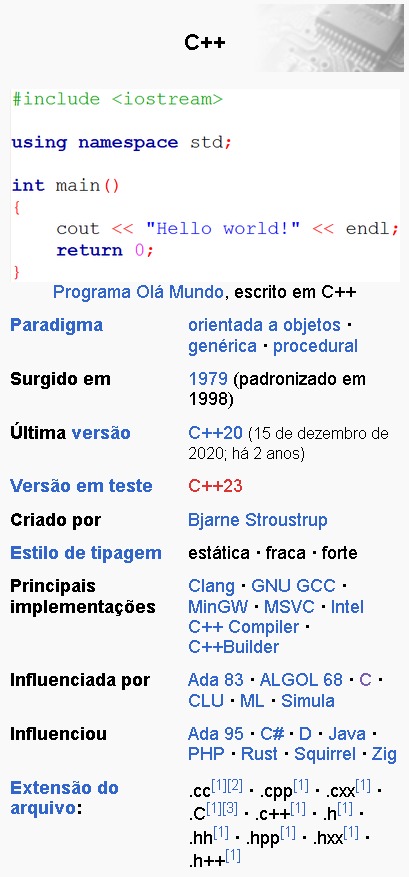 C++
#include <iostream>
using namespace std;
int main()
{
cout << "Hello world!" << endl;
return 0;
}
Programa Olá Mundo, escrito em C++
Paradigma orientada a objetos ·
genérica · procedural
Surgido em 1979 (padronizado em
1998)
Última versão C++20 (15 de dezembro de
2020; há 2 anos)
Versão em teste C++23
Criado por Bjarne Stroustrup
Estilo de tipagem estática · fraca · forte
Principais Clang · GNU GCC ·
implementações MinGW · MSVC · Intel
C++ Compiler ·
C++Builder
Influenciada por Ada 83 · ALGOL 68 · C ·
CLU · ML · Simula
Influenciou Ada 95 · C# · D · Java ·
PHP · Rust · Squirrel · Zig
Extensão do .cc[1][2] · .cpp[1] · .cxx[1] ·
arquivo: .C[1][3] · .c++[1] · .h[1] ·
.hh[1] · .hpp[1] · .hxx[1] ·
.h++[1]